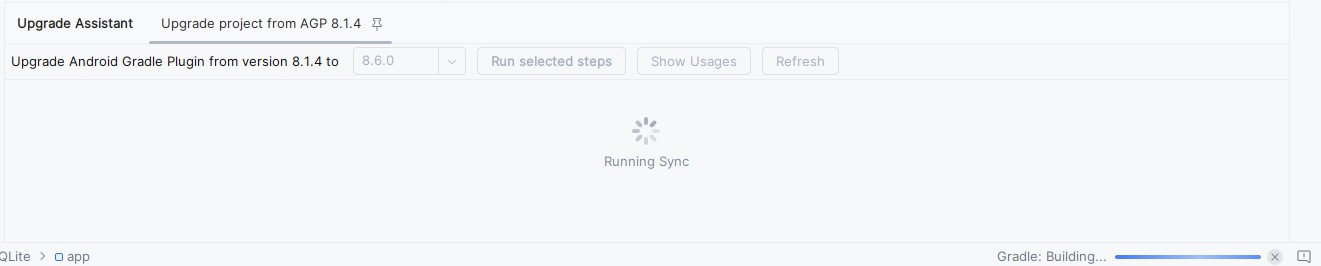 Upgrade Assistant Upgrade project from AGP 8.1.4
Upgrade Android Gradle Plugin from version 8.1.4 to 8.6.0 Run selected steps Show Usages Refresh
Running Sync
QLite > app Gradle: Building...